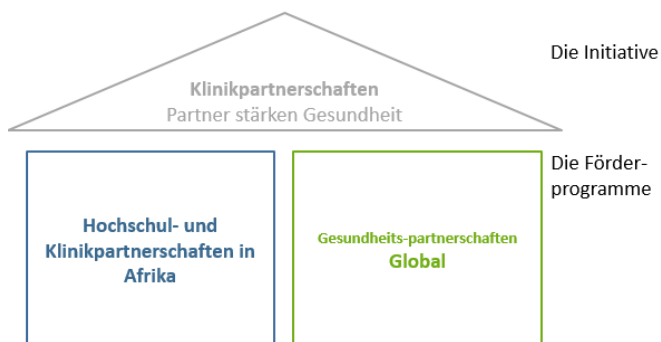 Die Initiative
Klinikpartnerschaften
Partner stärken Gesundheit
Die Förder-
programme
Hochschul- und
Klinikpartnerschaften in
Afrika
Gesundheits-partnerschaften
Global